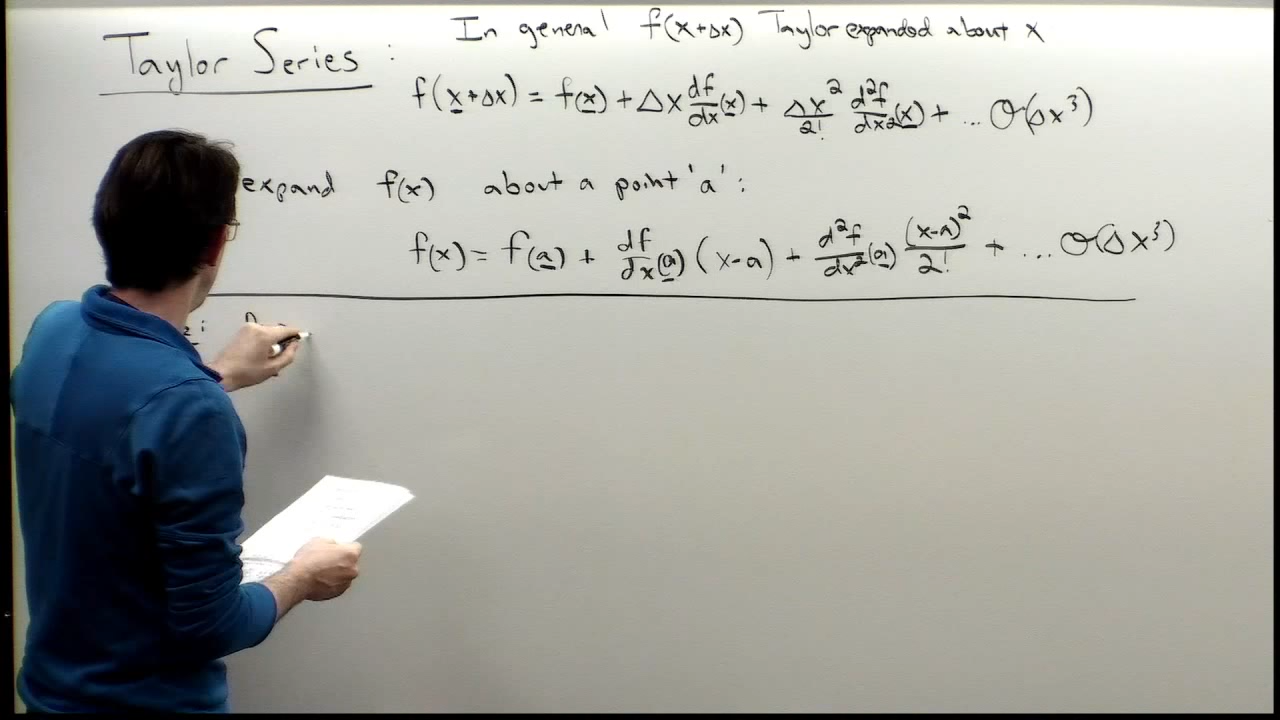 In general f(x+Δx) Taylor expanded about x
Taylor Series :
f(x+Δx) = f(x) + Δx df/dx(x) + Δx²/2! d²f/dx²(x) + ... O(Δx³)
expand f(x) about a point 'a' :
f(x) = f(a) + df/dx(a) (x-a) + d²f/dx²(a) (x-a)²/2! + ... O(Δx³)